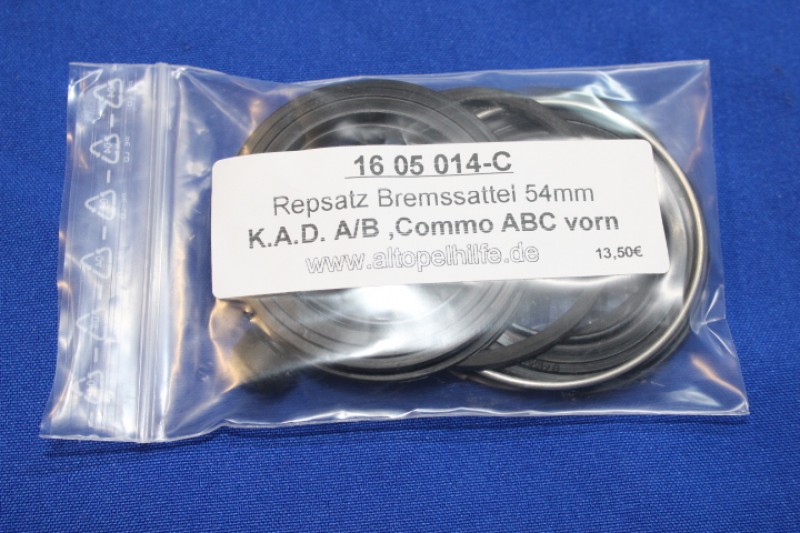 16 05 014-C
Repsatz Bremssattel 54mm
K.A.D. A/B ,Commo ABC vorn
www.altopelhilfe.de 13,50€